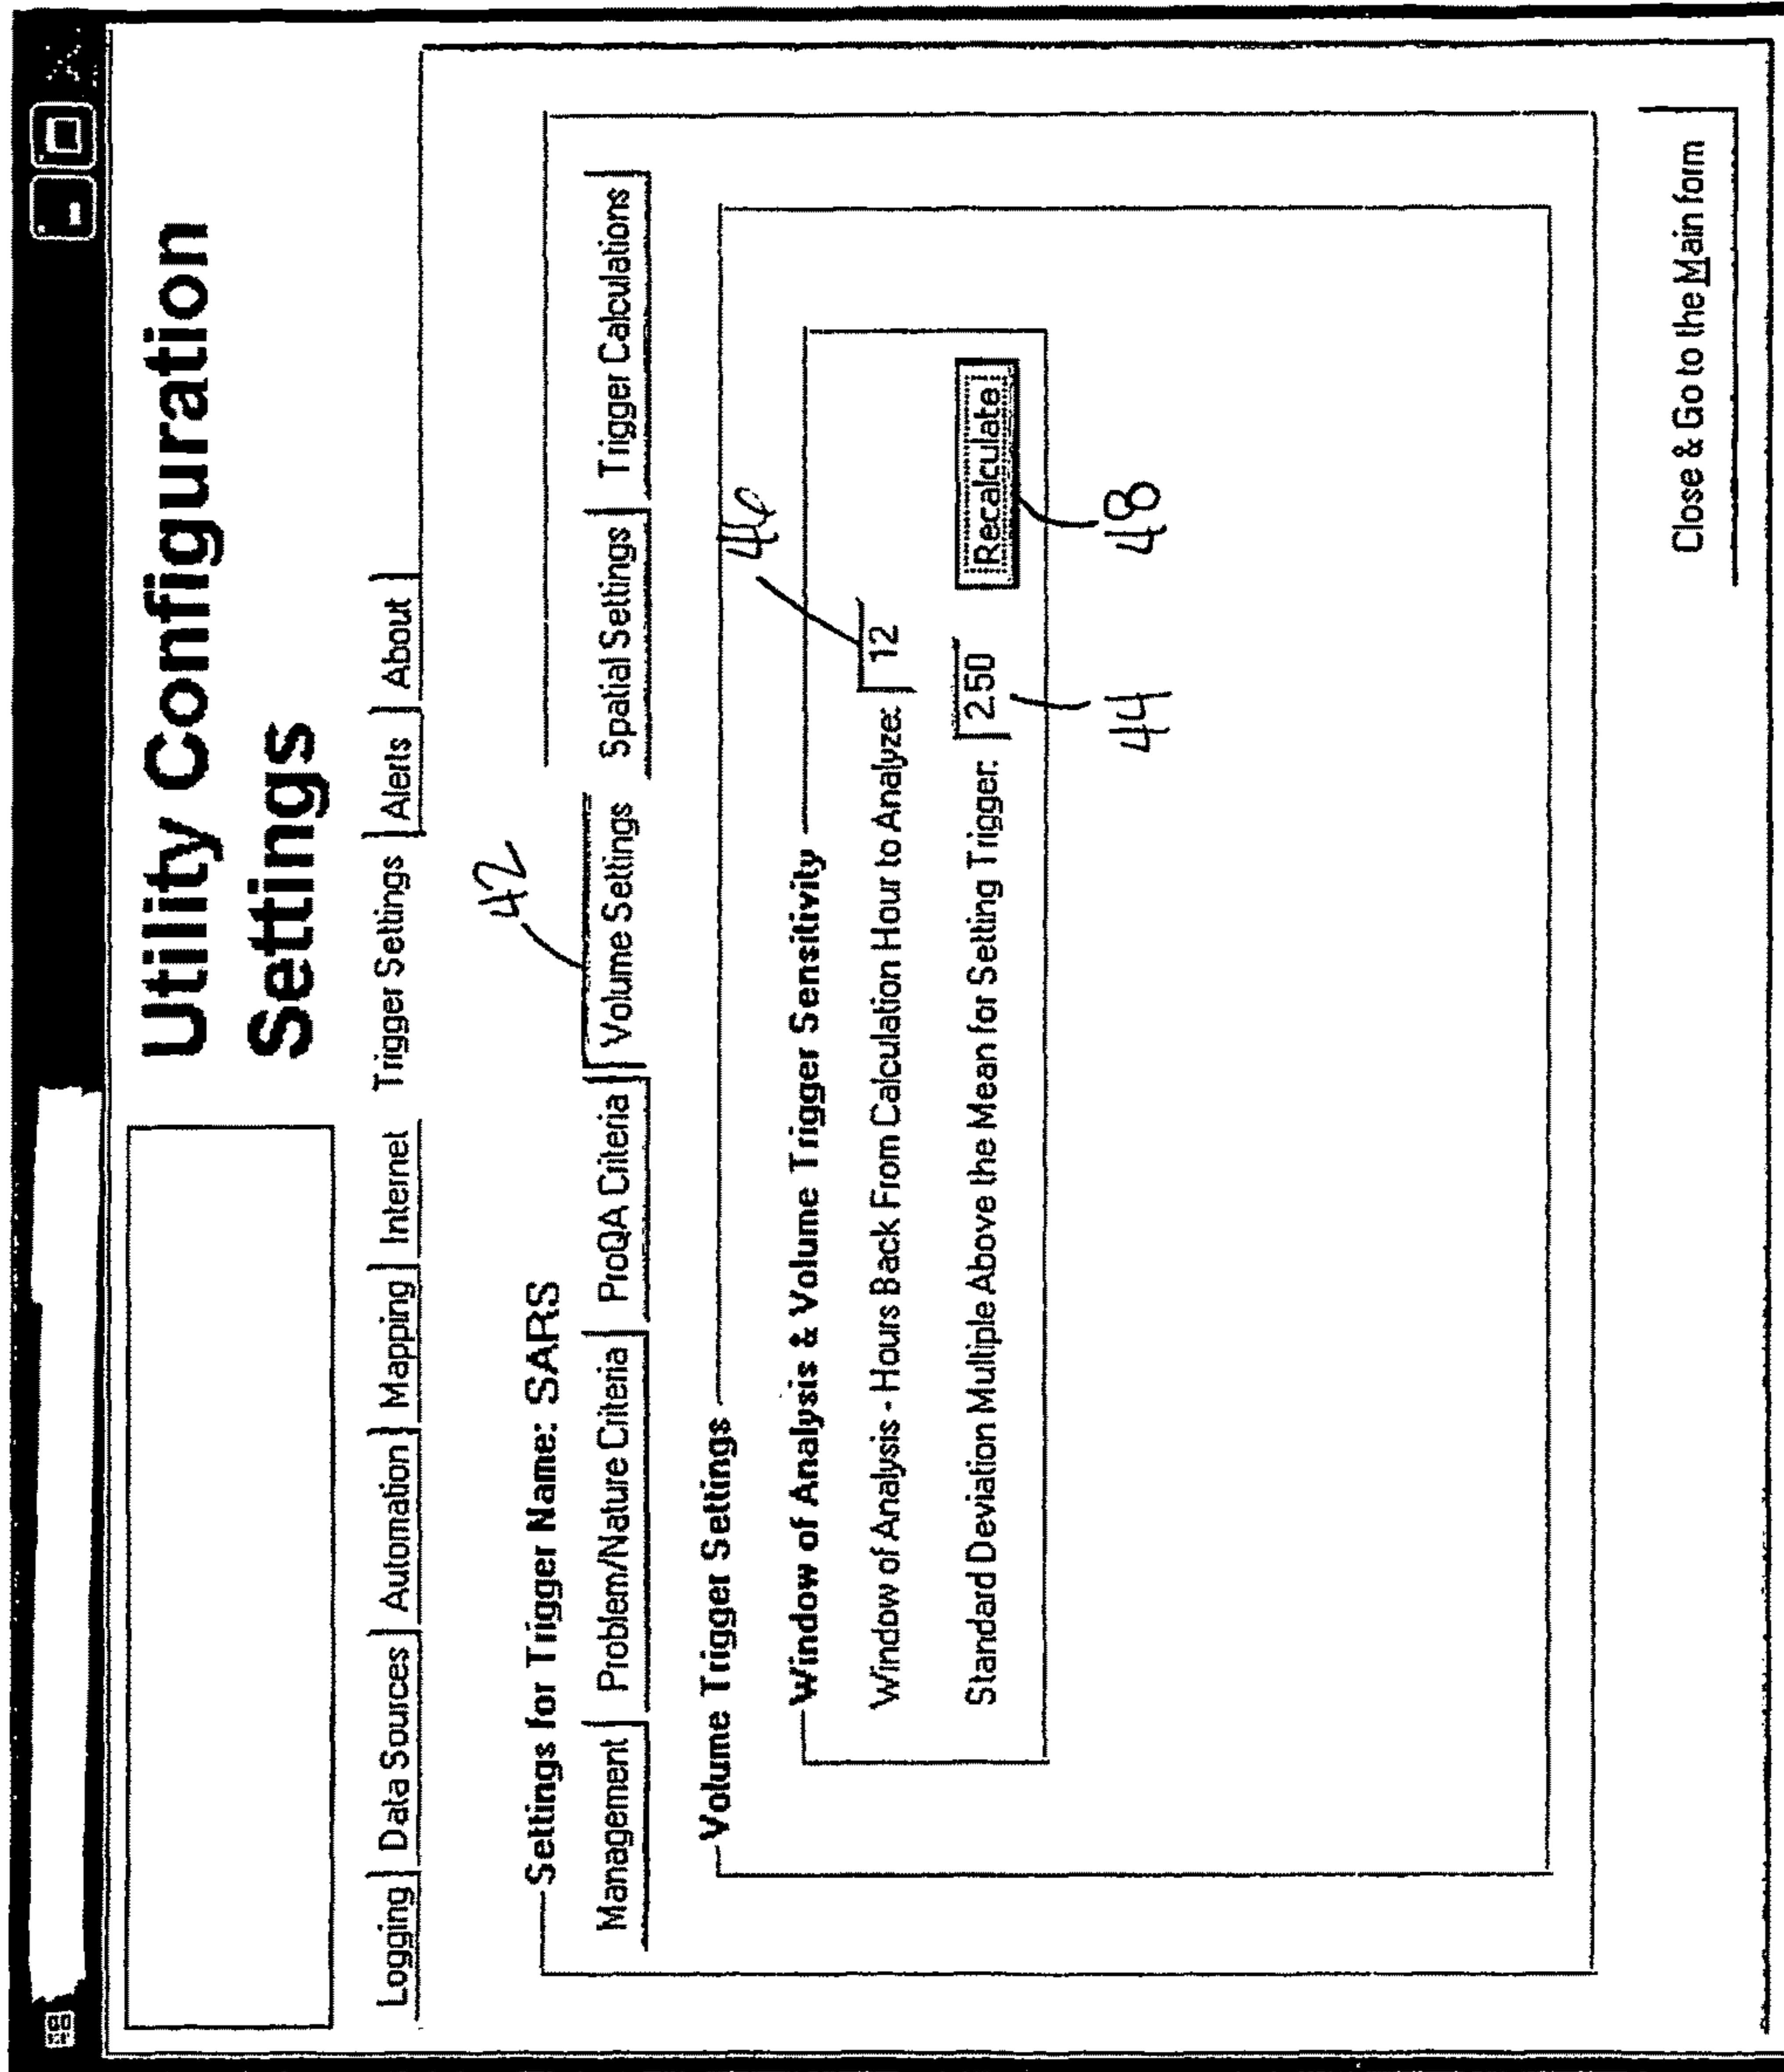 Utility Configuration
Settings
Logging Data Sources Automation Mapping Internet Trigger Settings Alerts About
42
Settings for Trigger Name: SARS
Management Problem/Nature Criteria ProQA Criteria Volume Settings Spatial Settings Trigger Calculations
Volume Trigger Settings
46
Window of Analysis & Volume Trigger Sensitivity
Window of Analysis - Hours Back From Calculation Hour to Analyze: 12
Standard Deviation Multiple Above the Mean for Setting Trigger: 2.50 Recalculate
44 48
Close & Go to the Main form